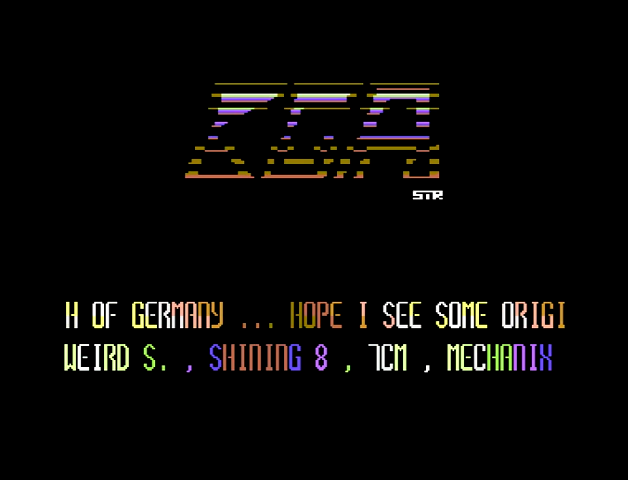 STR
H OF GERMANY ... HOPE I SEE SOME ORIGI
WEIRD S. , SHINING 8 , 7CM , MECHANIX